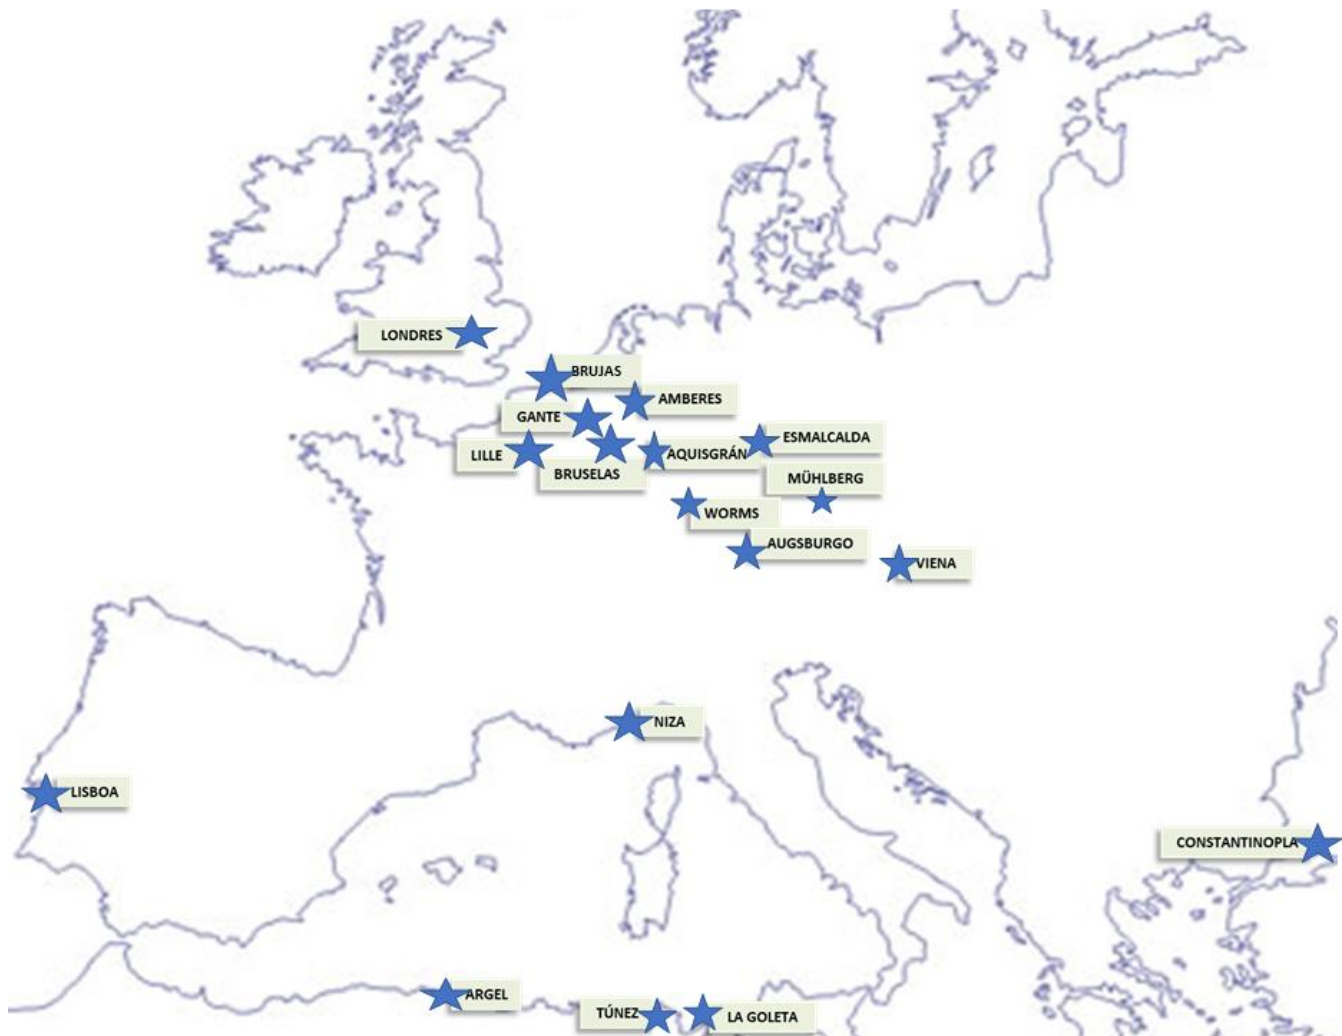 LONDRES
BRUJAS
AMBERES
GANTE
ESMALCALDA
LILLE
AQUISGRÁN
BRUSELAS
MÜHLBERG
WORMS
AUGSBURGO
VIENA
NIZA
LISBOA
CONSTANTINOPLA
ARGEL
TÚNEZ
LA GOLETA